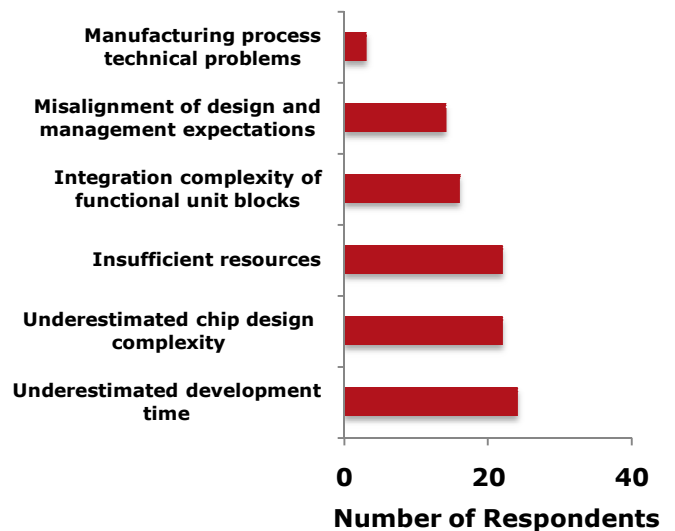 Manufacturing process
technical problems
Misalignment of design and
management expectations
Integration complexity of
functional unit blocks
Insufficient resources
Underestimated chip design
complexity
Underestimated development
time
0 20 40
Number of Respondents